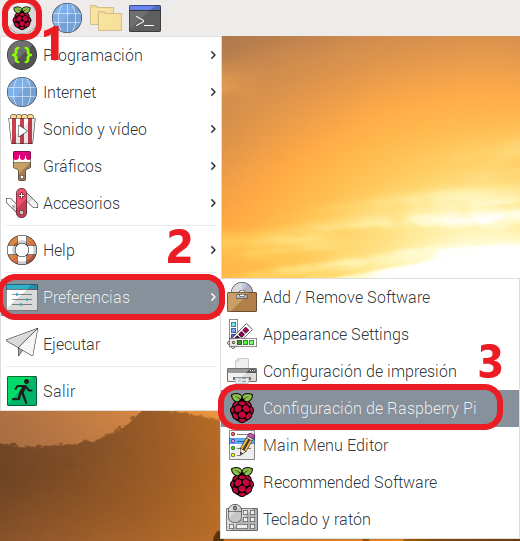 1
Programación
Internet
Sonido y vídeo
Gráficos
Accesorios
Help
2
Preferencias
Ejecutar
Salir
Add / Remove Software
Appearance Settings
Configuración de impresión
3
Configuración de Raspberry Pi
Main Menu Editor
Recommended Software
Teclado y ratón